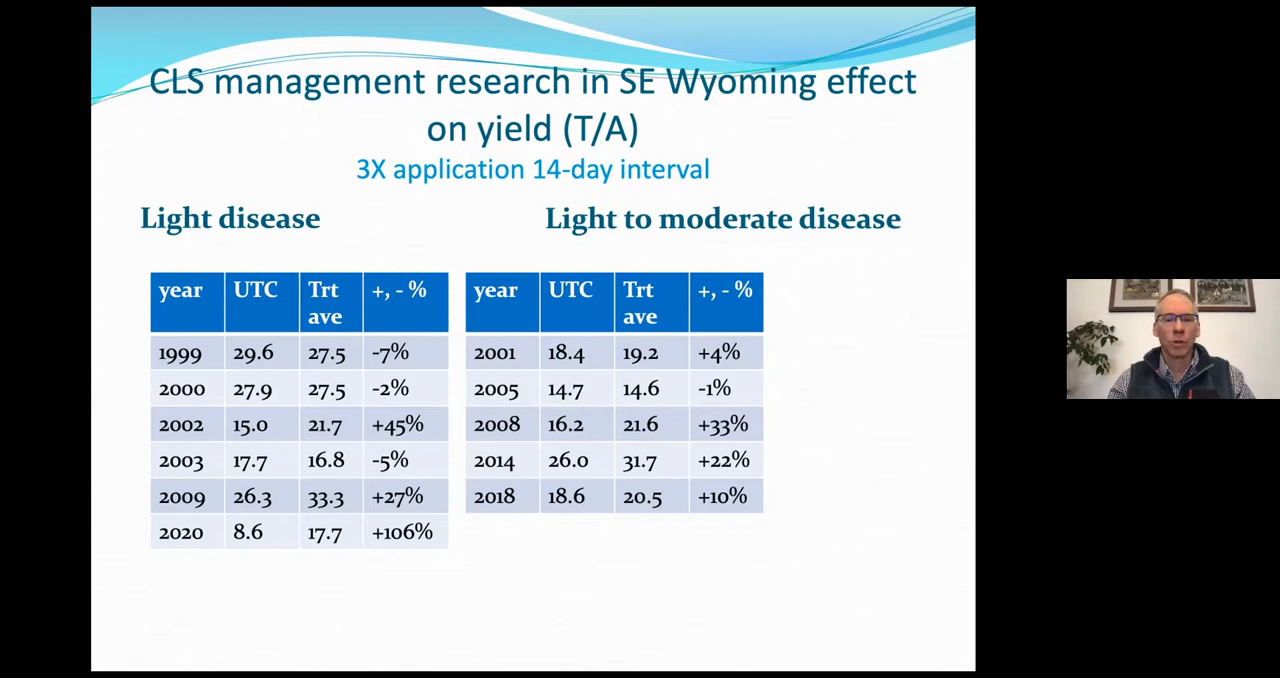 CLS management research in SE Wyoming effect
on yield (T/A)
3X application 14-day interval
Light disease
Light to moderate disease
year UTC Trt ave +, - %
1999 29.6 27.5 -7%
2000 27.9 27.5 -2%
2002 15.0 21.7 +45%
2003 17.7 16.8 -5%
2009 26.3 33.3 +27%
2020 8.6 17.7 +106%
year UTC Trt ave +, - %
2001 18.4 19.2 +4%
2005 14.7 14.6 -1%
2008 16.2 21.6 +33%
2014 26.0 31.7 +22%
2018 18.6 20.5 +10%